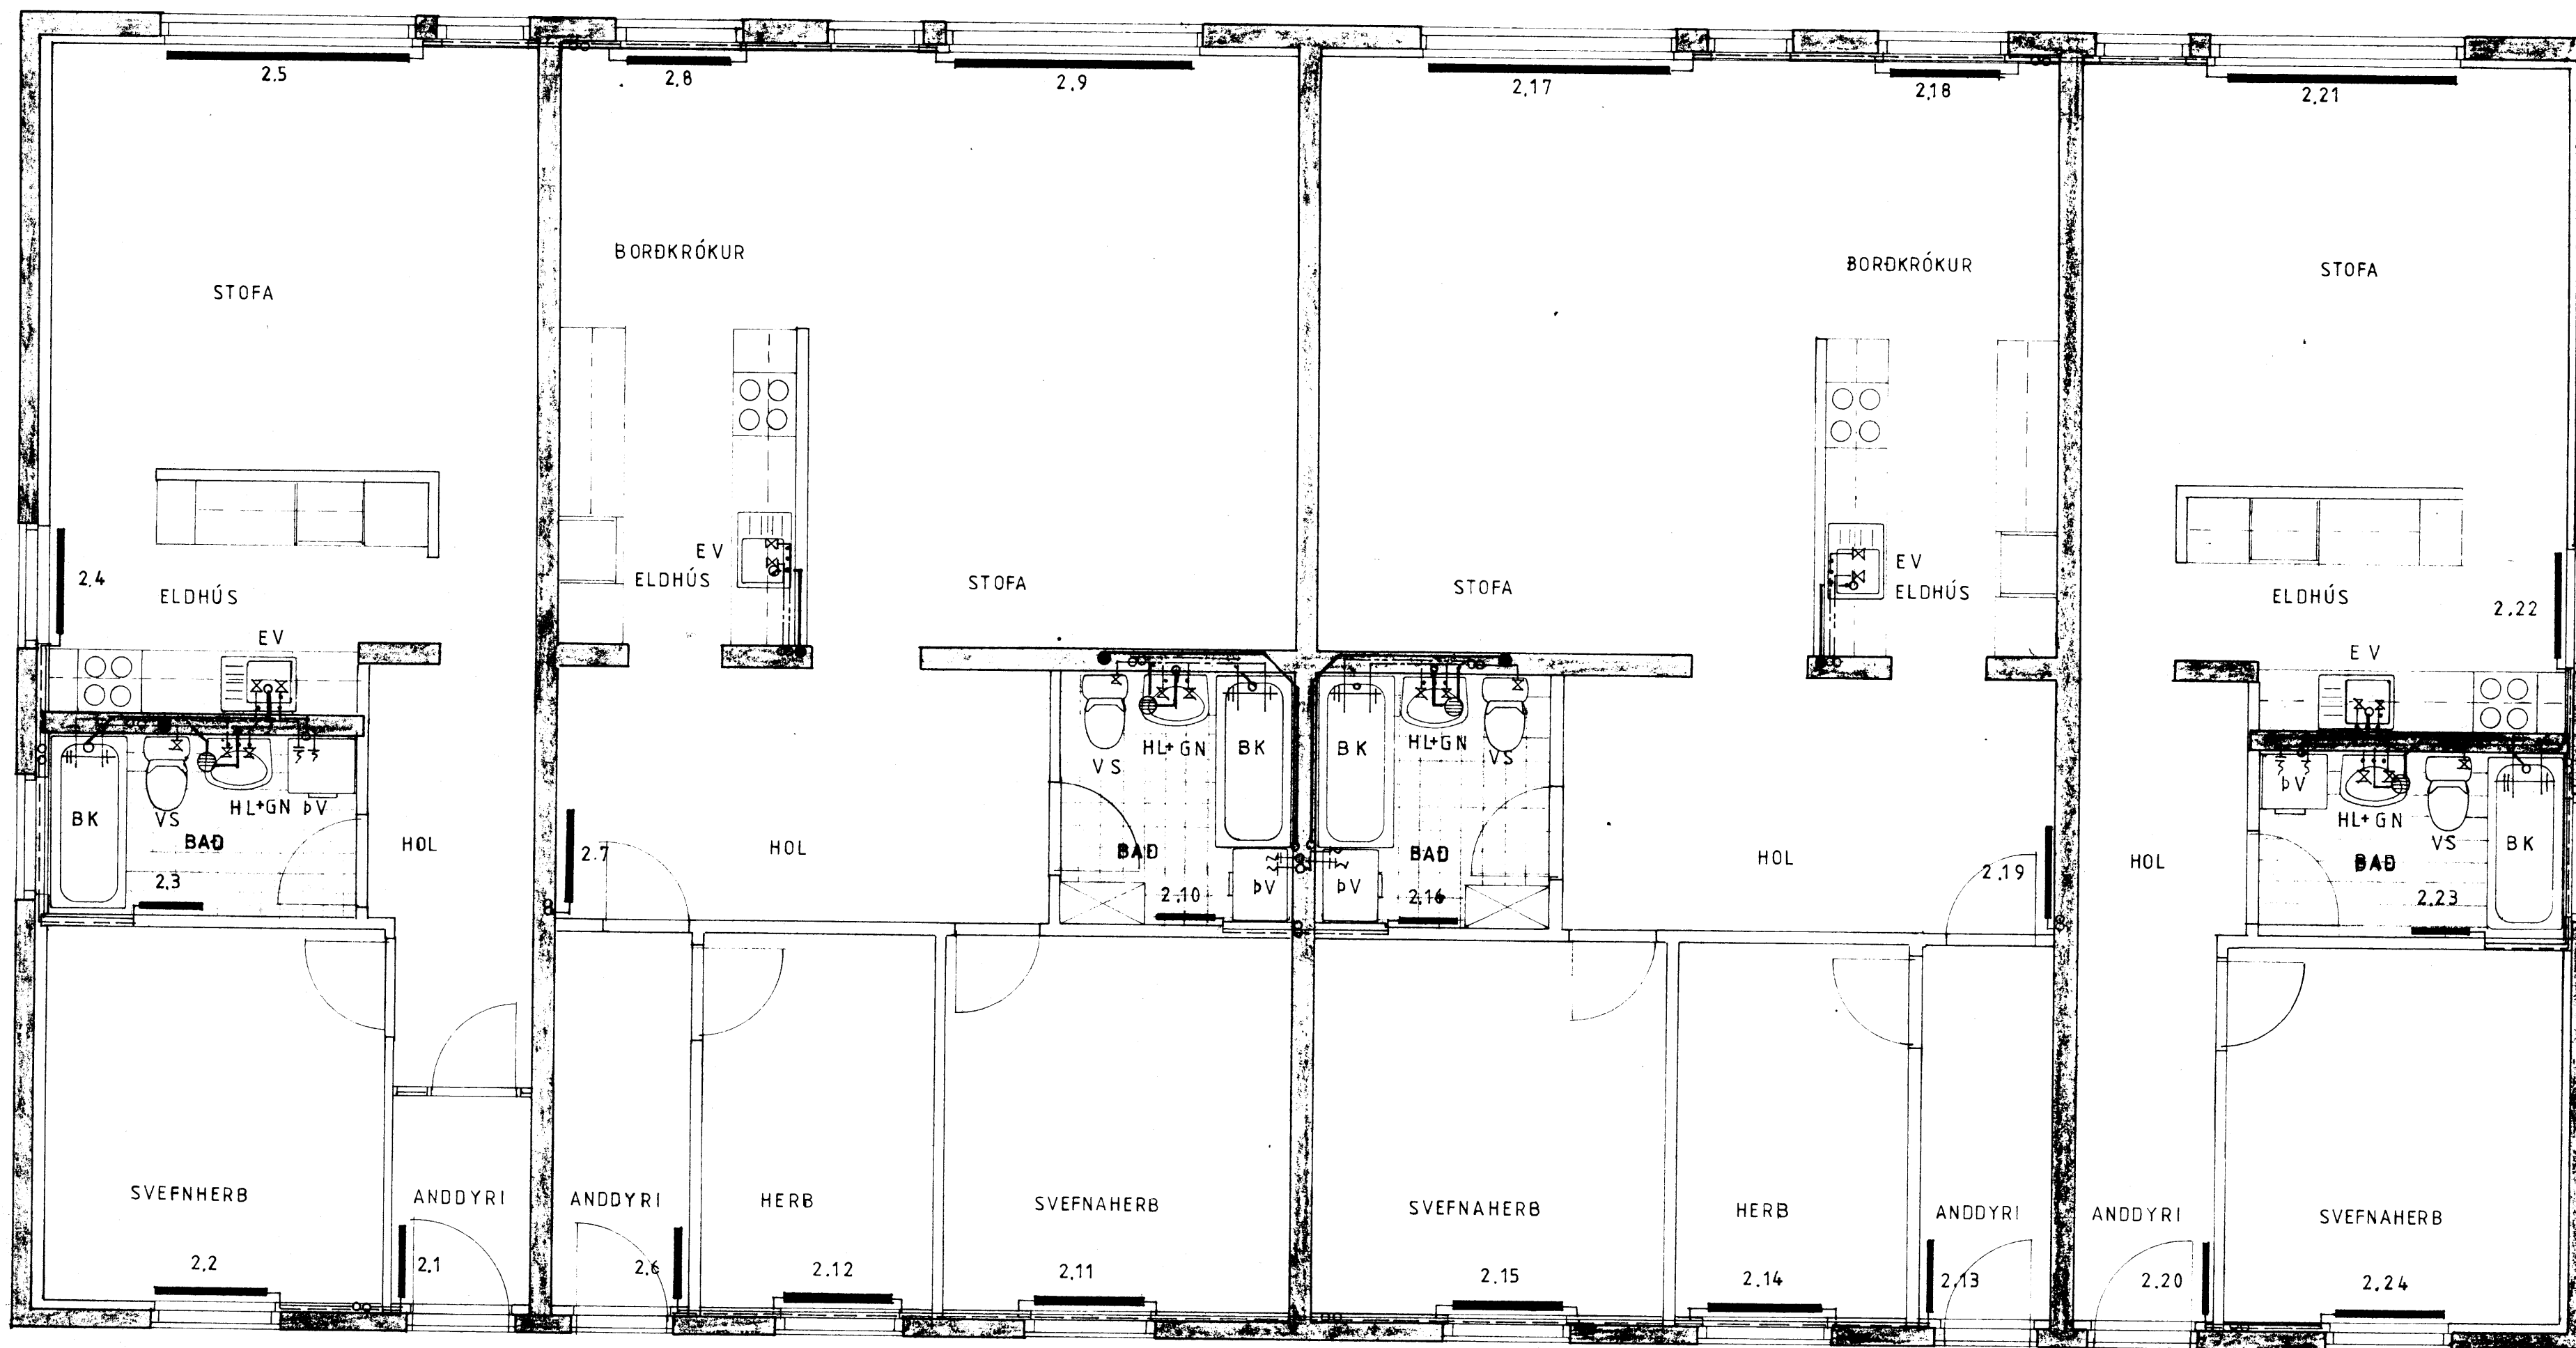 2.5
2.8
2.9
2.17
2.18
2.21
STOFA
BORÐKRÓKUR
BORÐKRÓKUR
STOFA
2.4
ELDHÚS
EV
EV
ELDHÚS
STOFA
STOFA
EV
ELDHÚS
ELDHÚS
2.22
EV
BK
VS
HL+GN
ÞV
BAÐ
2.3
HOL
2.7
HOL
VS
HL+GN
BK
BAÐ
2.10
ÞV
BK
HL+GN
VS
BAÐ
2.16
ÞV
HOL
2.19
HOL
ÞV
HL+GN
VS
BK
BAÐ
2.23
SVEFNHERB
ANDDYRI
ANDDYRI
HERB
SVEFNAHERB
SVEFNAHERB
HERB
ANDDYRI
ANDDYRI
SVEFNAHERB
2.2
2.1
2.6
2.12
2.11
2.15
2.14
2.13
2.20
2.24